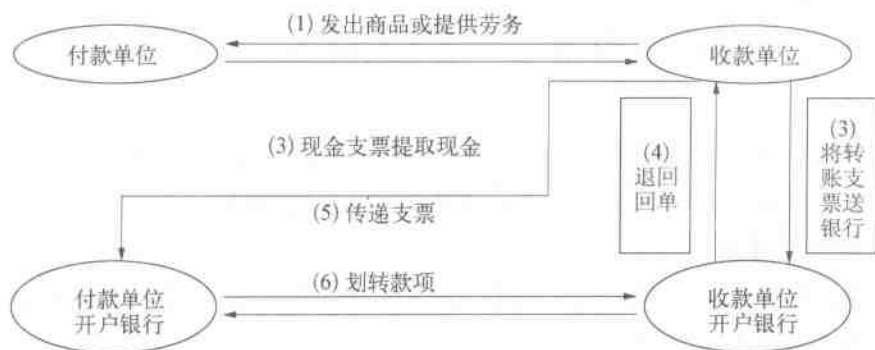 (1) 发出商品或提供劳务
付款单位
收款单位
(3) 现金支票提取现金
(4)
退回
回单
(3)
将转
账支
票送
银行
(5) 传递支票
(6) 划转款项
付款单位
开户银行
收款单位
开户银行